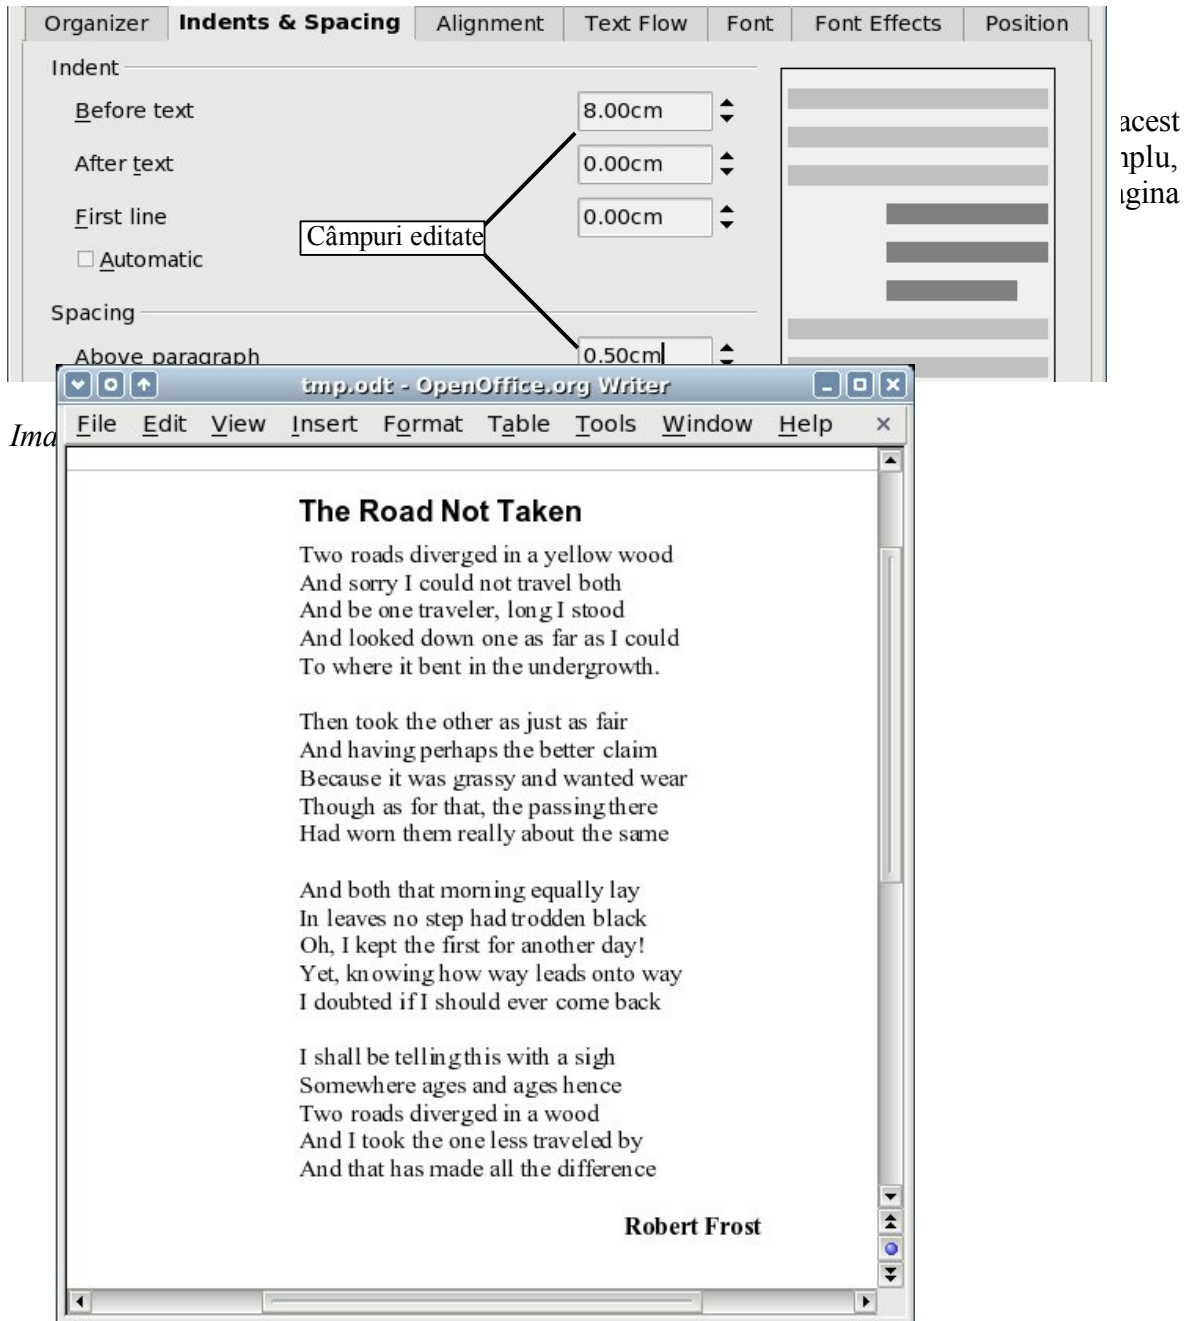 Organizer Indents & Spacing Alignment Text Flow Font Font Effects Position
Indent
Before text 8.00cm
After text 0.00cm
First line 0.00cm
Câmpuri editate
Automatic
Spacing
Above paragraph 0.50cm
acest
gina
tmp.odt - OpenOffice.org Writer
File Edit View Insert Format Table Tools Window Help
The Road Not Taken
Two roads diverged in a yellow wood
And sorry I could not travel both
And be one traveler, long I stood
And looked down one as far as I could
To where it bent in the undergrowth.
Then took the other as just as fair
And having perhaps the better claim
Because it was grassy and wanted wear
Though as for that, the passing there
Had worn them really about the same
And both that morning equally lay
In leaves no step had trodden black
Oh, I kept the first for another day!
Yet, knowing how way leads onto way
I doubted if I should ever come back
I shall be telling this with a sigh
Somewhere ages and ages hence
Two roads diverged in a wood
And I took the one less traveled by
And that has made all the difference
Robert Frost